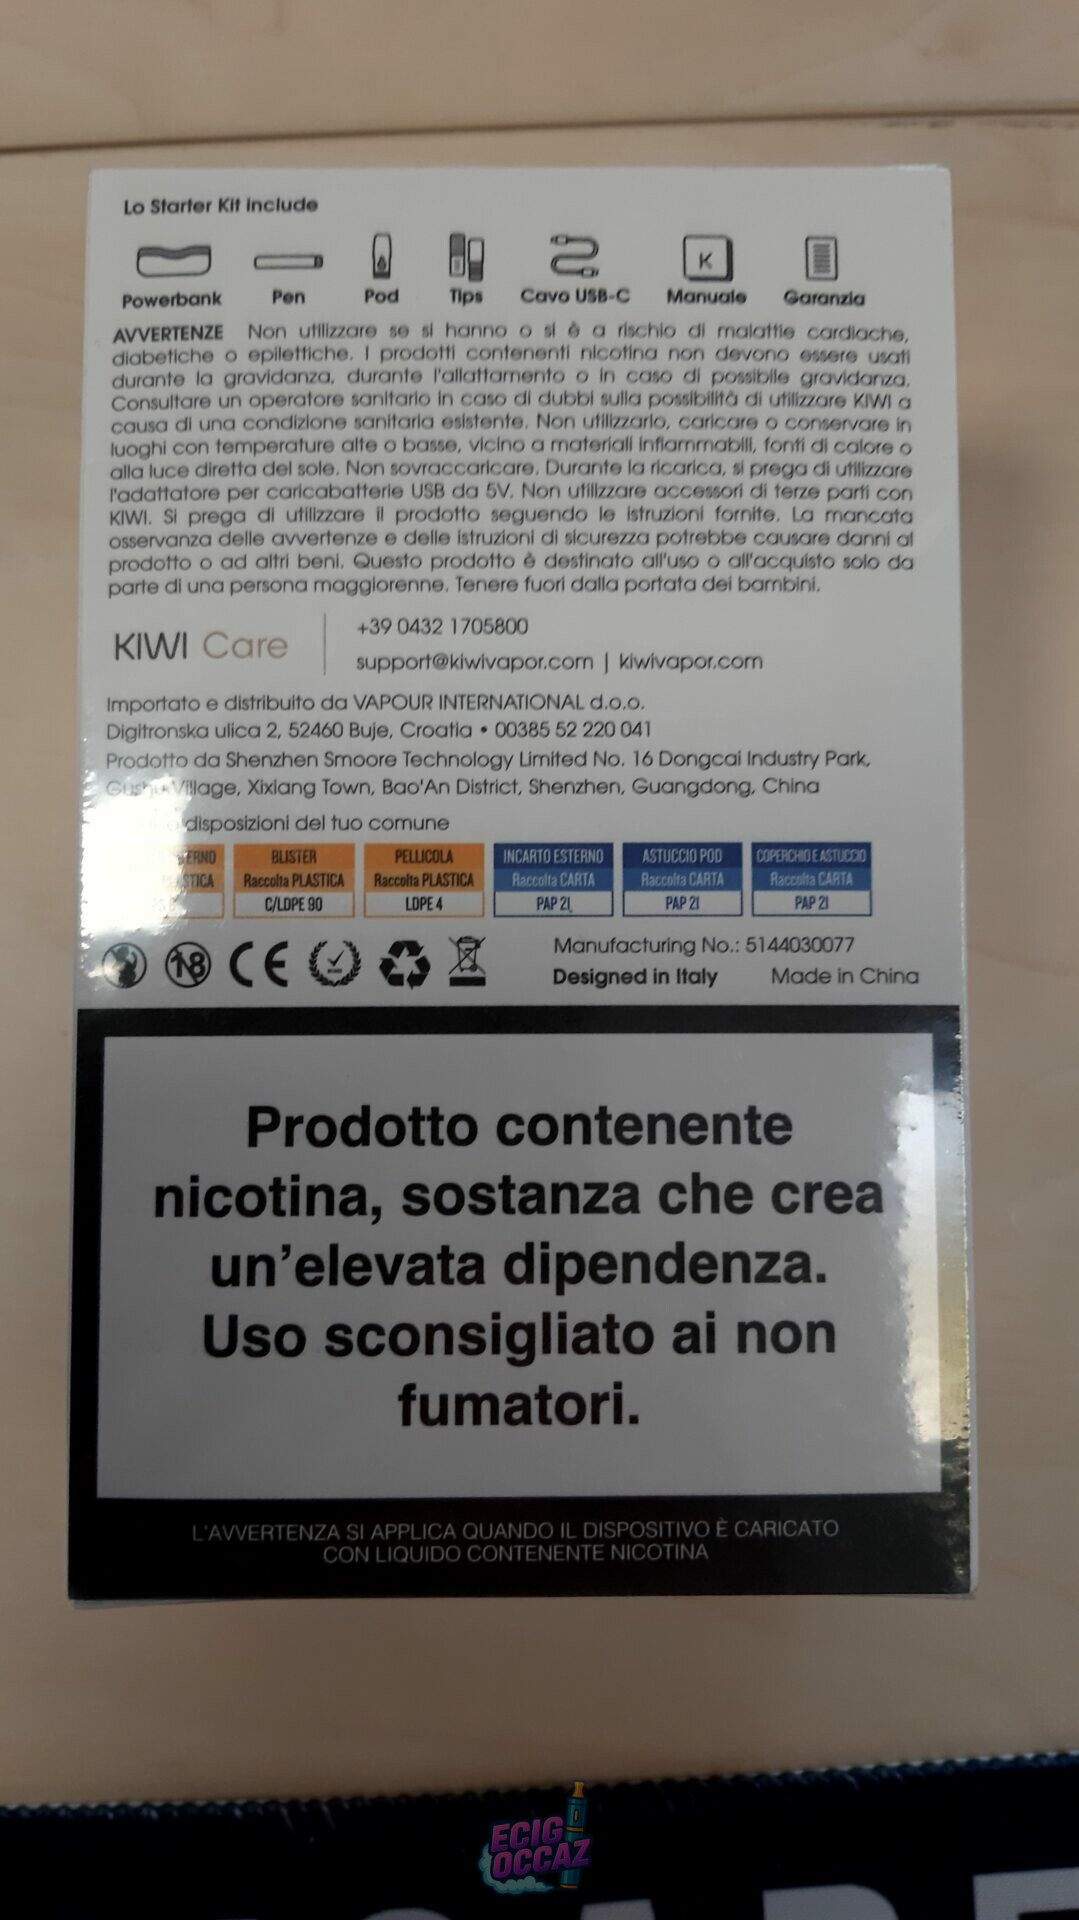 Lo Starter Kit include
Powerbank Pen Pod Tips Cavo USB-C Manuale Garanzia
K
AVVERTENZE Non utilizzare se si hanno o si è a rischio di malattie cardiache,
diabetiche o epilettiche. I prodotti contenenti nicotina non devono essere usati
durante la gravidanza, durante l'allattamento o in caso di possibile gravidanza.
Consultare un operatore sanitario in caso di dubbi sulla possibilità di utilizzare KIWI a
causa di una condizione sanitaria esistente. Non utilizzarlo, caricare o conservare in
luoghi con temperature alte o basse, vicino a materiali infiammabili, fonti di calore o
alla luce diretta del sole. Non sovraccaricare. Durante la ricarica, si prega di utilizzare
l'adattatore per caricabatterie USB da 5V. Non utilizzare accessori di terze parti con
KIWI. Si prega di utilizzare il prodotto seguendo le istruzioni fornite. La mancata
osservanza delle avvertenze e delle istruzioni di sicurezza potrebbe causare danni al
prodotto o ad altri beni. Questo prodotto è destinato all'uso o all'acquisto solo da
parte di una persona maggiorenne. Tenere fuori dalla portata dei bambini.
KIWI Care
+39 0432 1705800
support@kiwivapor.com | kiwivapor.com
Importato e distribuito da VAPOUR INTERNATIONAL d.o.o.
Digitronska ulica 2, 52460 Buje, Croatia • 00385 52 220 041
Prodotto da Shenzhen Smoore Technology Limited No. 16 Dongcai Industry Park,
Village, Xixiang Town, Bao'An District, Shenzhen, Guangdong, China
disposizioni del tuo comune
BLISTER PELLICOLA INCARTO ESTERNO ASTUCCIO POD COPERCHIO E ASTUCCIO
Raccolta PLASTICA Raccolta PLASTICA Raccolta CARTA Raccolta CARTA Raccolta CARTA
C/LDPE 90 LDPE 4 PAP 21 PAP 21 PAP 21
18 CE
Manufacturing No.: 5144030077
Designed in Italy Made in China
Prodotto contenente
nicotina, sostanza che crea
un'elevata dipendenza.
Uso sconsigliato ai non
fumatori.
L'AVVERTENZA SI APPLICA QUANDO IL DISPOSITIVO È CARICATO
CON LIQUIDO CONTENENTE NICOTINA
ECIG
OCCAZ